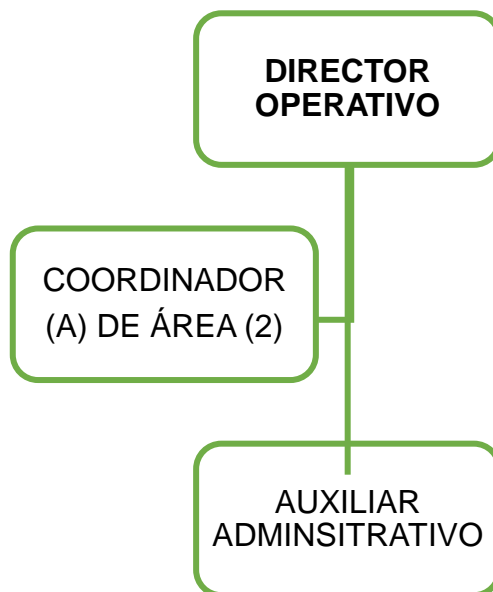 DIRECTOR
OPERATIVO
COORDINADOR
(A) DE ÁREA (2)
AUXILIAR
ADMINSITRATIVO